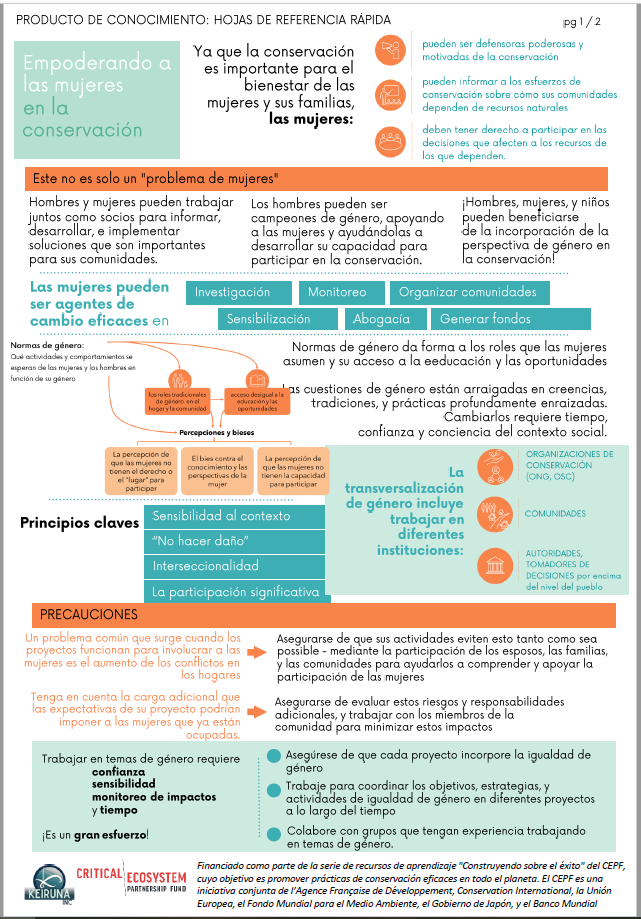 PRODUCTO DE CONOCIMIENTO: HOJAS DE REFERENCIA RÁPIDA
pg 1 / 2
Empoderando a
las mujeres
en la
conservación
Ya que la conservación
es importante para el
bienestar de las
mujeres y sus familias,
las mujeres:
pueden ser defensoras poderosas y
motivadas de la conservación
pueden informar a los esfuerzos de
conservación sobre cómo sus comunidades
dependen de recursos naturales
deben tener derecho a participar en las
decisiones que afecten a los recursos de
los que dependen.
Este no es solo un "problema de mujeres"
Hombres y mujeres pueden trabajar
juntos como socios para informar,
desarrollar, e implementar
soluciones que son importantes
para sus comunidades.
Los hombres pueden ser
campeones de género, apoyando
a las mujeres y ayudándolas a
desarrollar su capacidad para
participar en la conservación.
¡Hombres, mujeres, y niños
pueden beneficiarse
de la incorporación de la
perspectiva de género en
la conservación!
Las mujeres pueden
ser agentes de
cambio eficaces en
Investigación
Monitoreo
Organizar comunidades
Sensibilización
Abogacía
Generar fondos
Normas de género:
Qué actividades y comportamientos se
esperan de las mujeres y los hombres en
función de su género
los roles tradicionales
de género, en el
hogar y la comunidad
acceso desigual a la
educación y las
oportunidades
Percepciones y bieses
La percepción de
que las mujeres no
tienen el derecho o
el "lugar" para
participar
El bies contra el
conocimiento y las
perspectivas de la
mujer
La percepción de
que las mujeres no
tienen la capacidad
para participar
Normas de género da forma a los roles que las mujeres
asumen y su acceso a la eeducación y las oportunidades
Las cuestiones de género están arraigadas en creencias,
tradiciones, y prácticas profundamente enraizadas.
Cambiarlos requiere tiempo,
confianza y conciencia del contexto social.
La
transversalización
de género incluye
trabajar en
diferentes
instituciones:
ORGANIZACIONES DE
CONSERVACIÓN
(ONG, OSC)
COMUNIDADES
AUTORIDADES,
TOMADORES DE
DECISIONES por encima
del nivel del pueblo
Principios claves
Sensibilidad al contexto
"No hacer daño"
Interseccionalidad
La participación significativa
PRECAUCIONES
Un problema común que surge cuando los
proyectos funcionan para involucrar a las
mujeres es el aumento de los conflictos en
los hogares
Asegurarse de que sus actividades eviten esto tanto como sea
possible - mediante la participación de los esposos, las familias,
y las comunidades para ayudarlos a comprender y apoyar la
participación de las mujeres
Tenga en cuenta la carga adicional que
las expectativas de su proyecto podrían
imponer a las mujeres que ya están
ocupadas.
Asegurarse de evaluar estos riesgos y responsabilidades
adicionales, y trabajar con los miembros de la
comunidad para minimizar estos impactos
Trabajar en temas de género requiere
confianza
sensibilidad
monitoreo de impactos
y tiempo
¡Es un gran esfuerzo!
Asegúrese de que cada projecto incorpore la igualdad de
género
Trabaje para coordinar los objetivos, estrategias, y
actividades de igualdad de género en diferentes proyectos
a lo largo del tiempo
Colabore con grupos que tengan experiencia trabajando
en temas de género.
KEIRUNA
INC
CRITICAL ECOSYSTEM
PARTNERSHIP FUND
Financiado como parte de la serie de recursos de aprendizaje "Construyendo sobre el éxito" del CEPF,
cuyo objetivo es promover prácticas de conservación eficaces en todo el planeta. El CEPF es una
iniciativa conjunta de l'Agence Française de Développement, Conservation International, la Unión
Europea, el Fondo Mundial para el Medio Ambiente, el Gobierno de Japón, y el Banco Mundial